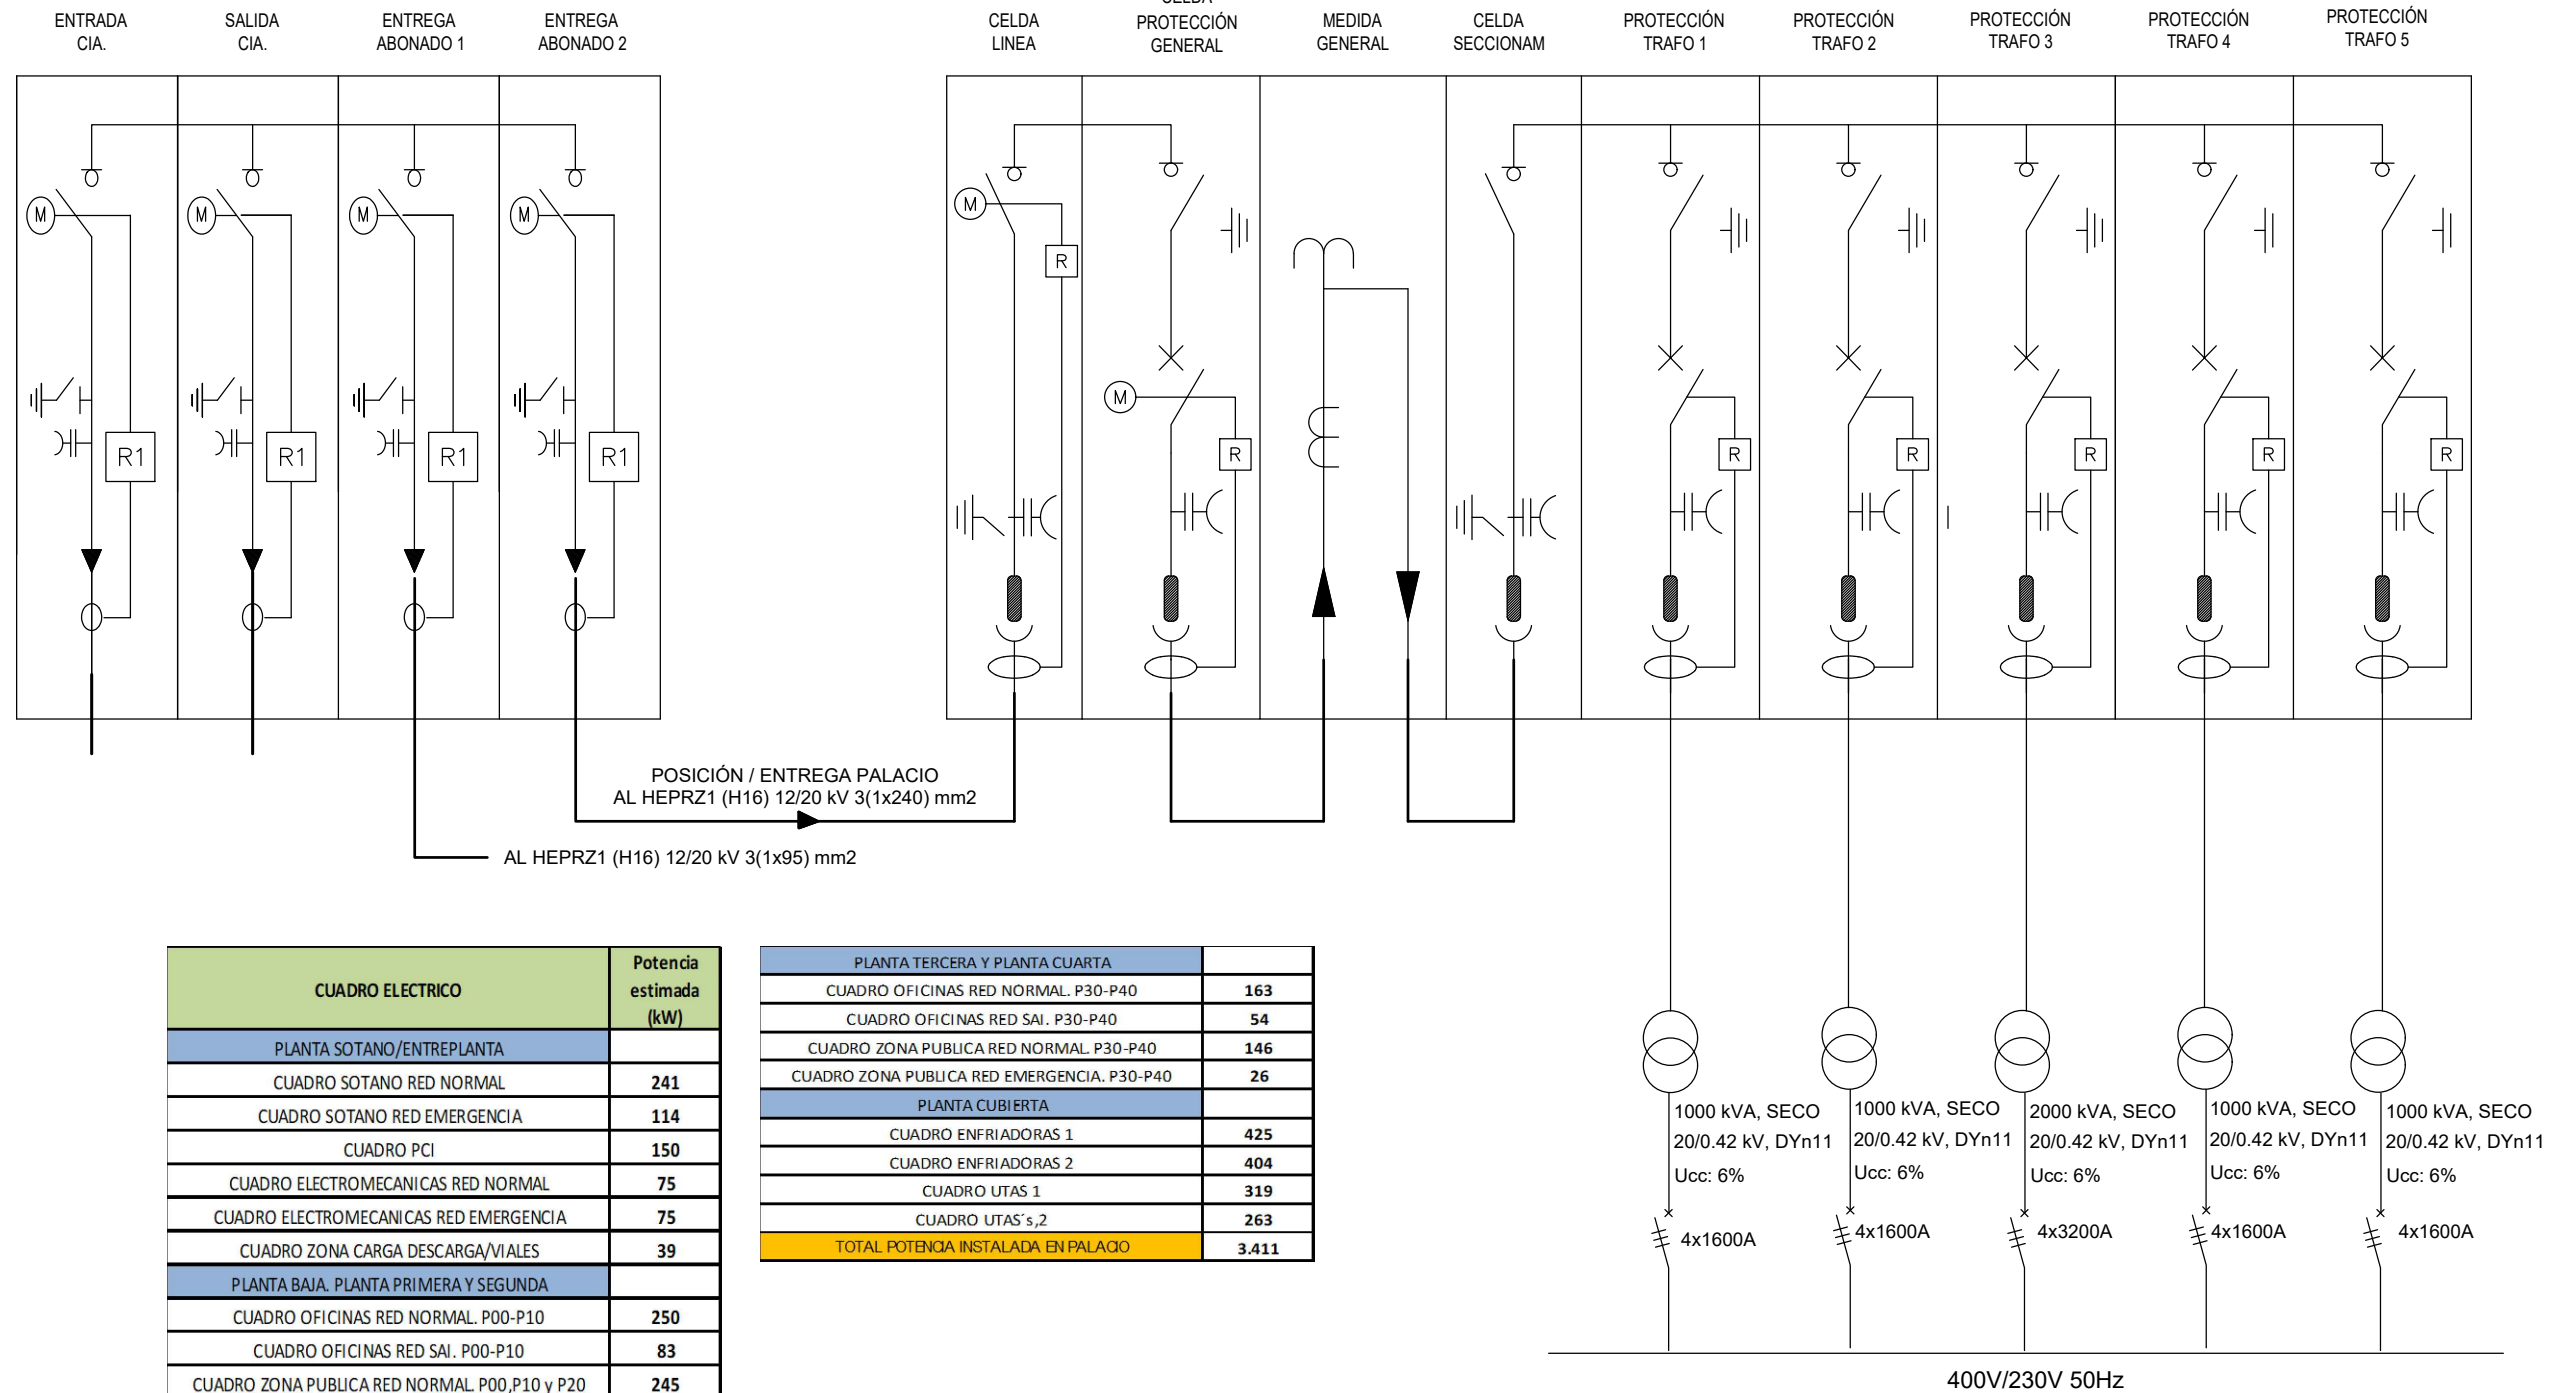 ENTRADA
CIA.
SALIDA
CIA.
ENTREGA
ABONADO 1
ENTREGA
ABONADO 2
CELDA
LINEA
CELDA
PROTECCIÓN
GENERAL
MEDIDA
GENERAL
CELDA
SECCIONAM
PROTECCIÓN
TRAFO 1
PROTECCIÓN
TRAFO 2
PROTECCIÓN
TRAFO 3
PROTECCIÓN
TRAFO 4
PROTECCIÓN
TRAFO 5
M
M
M
M
M
R
M
R1
R1
R1
R1
R
R
R
R
R
R
POSICIÓN / ENTREGA PALACIO
AL HEPRZ1 (H16) 12/20 kV 3(1x240) mm2
AL HEPRZ1 (H16) 12/20 kV 3(1x95) mm2
CUADRO ELECTRICO
Potencia
estimada
(kW)
PLANTA SOTANO/ENTREPLANTA
CUADRO SOTANO RED NORMAL 241
CUADRO SOTANO RED EMERGENCIA 114
CUADRO PCI 150
CUADRO ELECTROMECANICAS RED NORMAL 75
CUADRO ELECTROMECANICAS RED EMERGENCIA 75
CUADRO ZONA CARGA DESCARGA/VIALES 39
PLANTA BAJA. PLANTA PRIMERA Y SEGUNDA
CUADRO OFICINAS RED NORMAL. P00-P10 250
CUADRO OFICINAS RED SAI. P00-P10 83
CUADRO ZONA PUBLICA RED NORMAL. P00,P10 y P20 245
PLANTA TERCERA Y PLANTA CUARTA
CUADRO OFICINAS RED NORMAL. P30-P40 163
CUADRO OFICINAS RED SAI. P30-P40 54
CUADRO ZONA PUBLICA RED NORMAL. P30-P40 146
CUADRO ZONA PUBLICA RED EMERGENCIA. P30-P40 26
PLANTA CUBIERTA
CUADRO ENFRIADORAS 1 425
CUADRO ENFRIADORAS 2 404
CUADRO UTAS 1 319
CUADRO UTAS´s,2 263
TOTAL POTENCIA INSTALADA EN PALACIO 3.411
1000 kVA, SECO
20/0.42 kV, DYn11
Ucc: 6%
4x1600A
1000 kVA, SECO
20/0.42 kV, DYn11
Ucc: 6%
4x1600A
2000 kVA, SECO
20/0.42 kV, DYn11
Ucc: 6%
4x3200A
1000 kVA, SECO
20/0.42 kV, DYn11
Ucc: 6%
4x1600A
1000 kVA, SECO
20/0.42 kV, DYn11
Ucc: 6%
4x1600A
400V/230V 50Hz